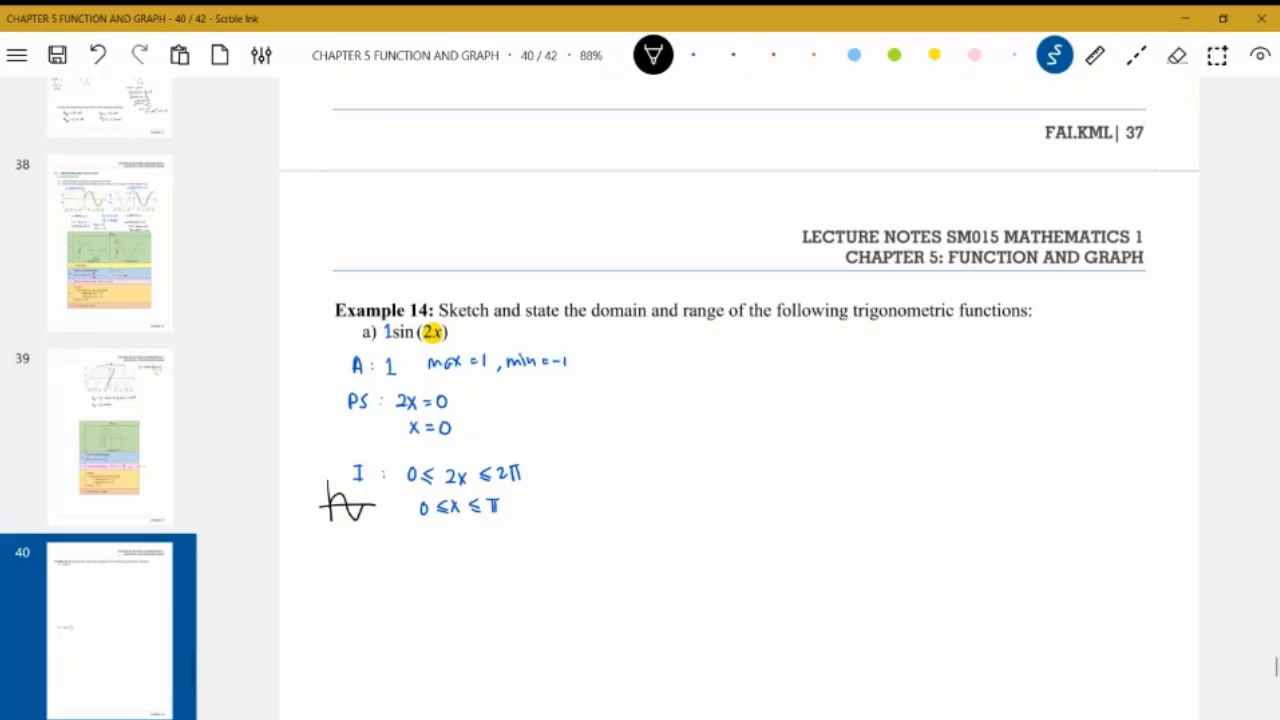 CHAPTER 5 FUNCTION AND GRAPH - 40 / 42 - Scrble Ink
CHAPTER 5 FUNCTION AND GRAPH • 40 / 42 • 88%
38
39
40
FAI.KML| 37
LECTURE NOTES SM015 MATHEMATICS 1
CHAPTER 5: FUNCTION AND GRAPH
Example 14: Sketch and state the domain and range of the following trigonometric functions:
a) 1sin (2x)
A : 1 max = 1 , min = -1
PS : 2x = 0
x = 0
I : 0 ≤ 2x ≤ 2π
0 ≤ x ≤ π